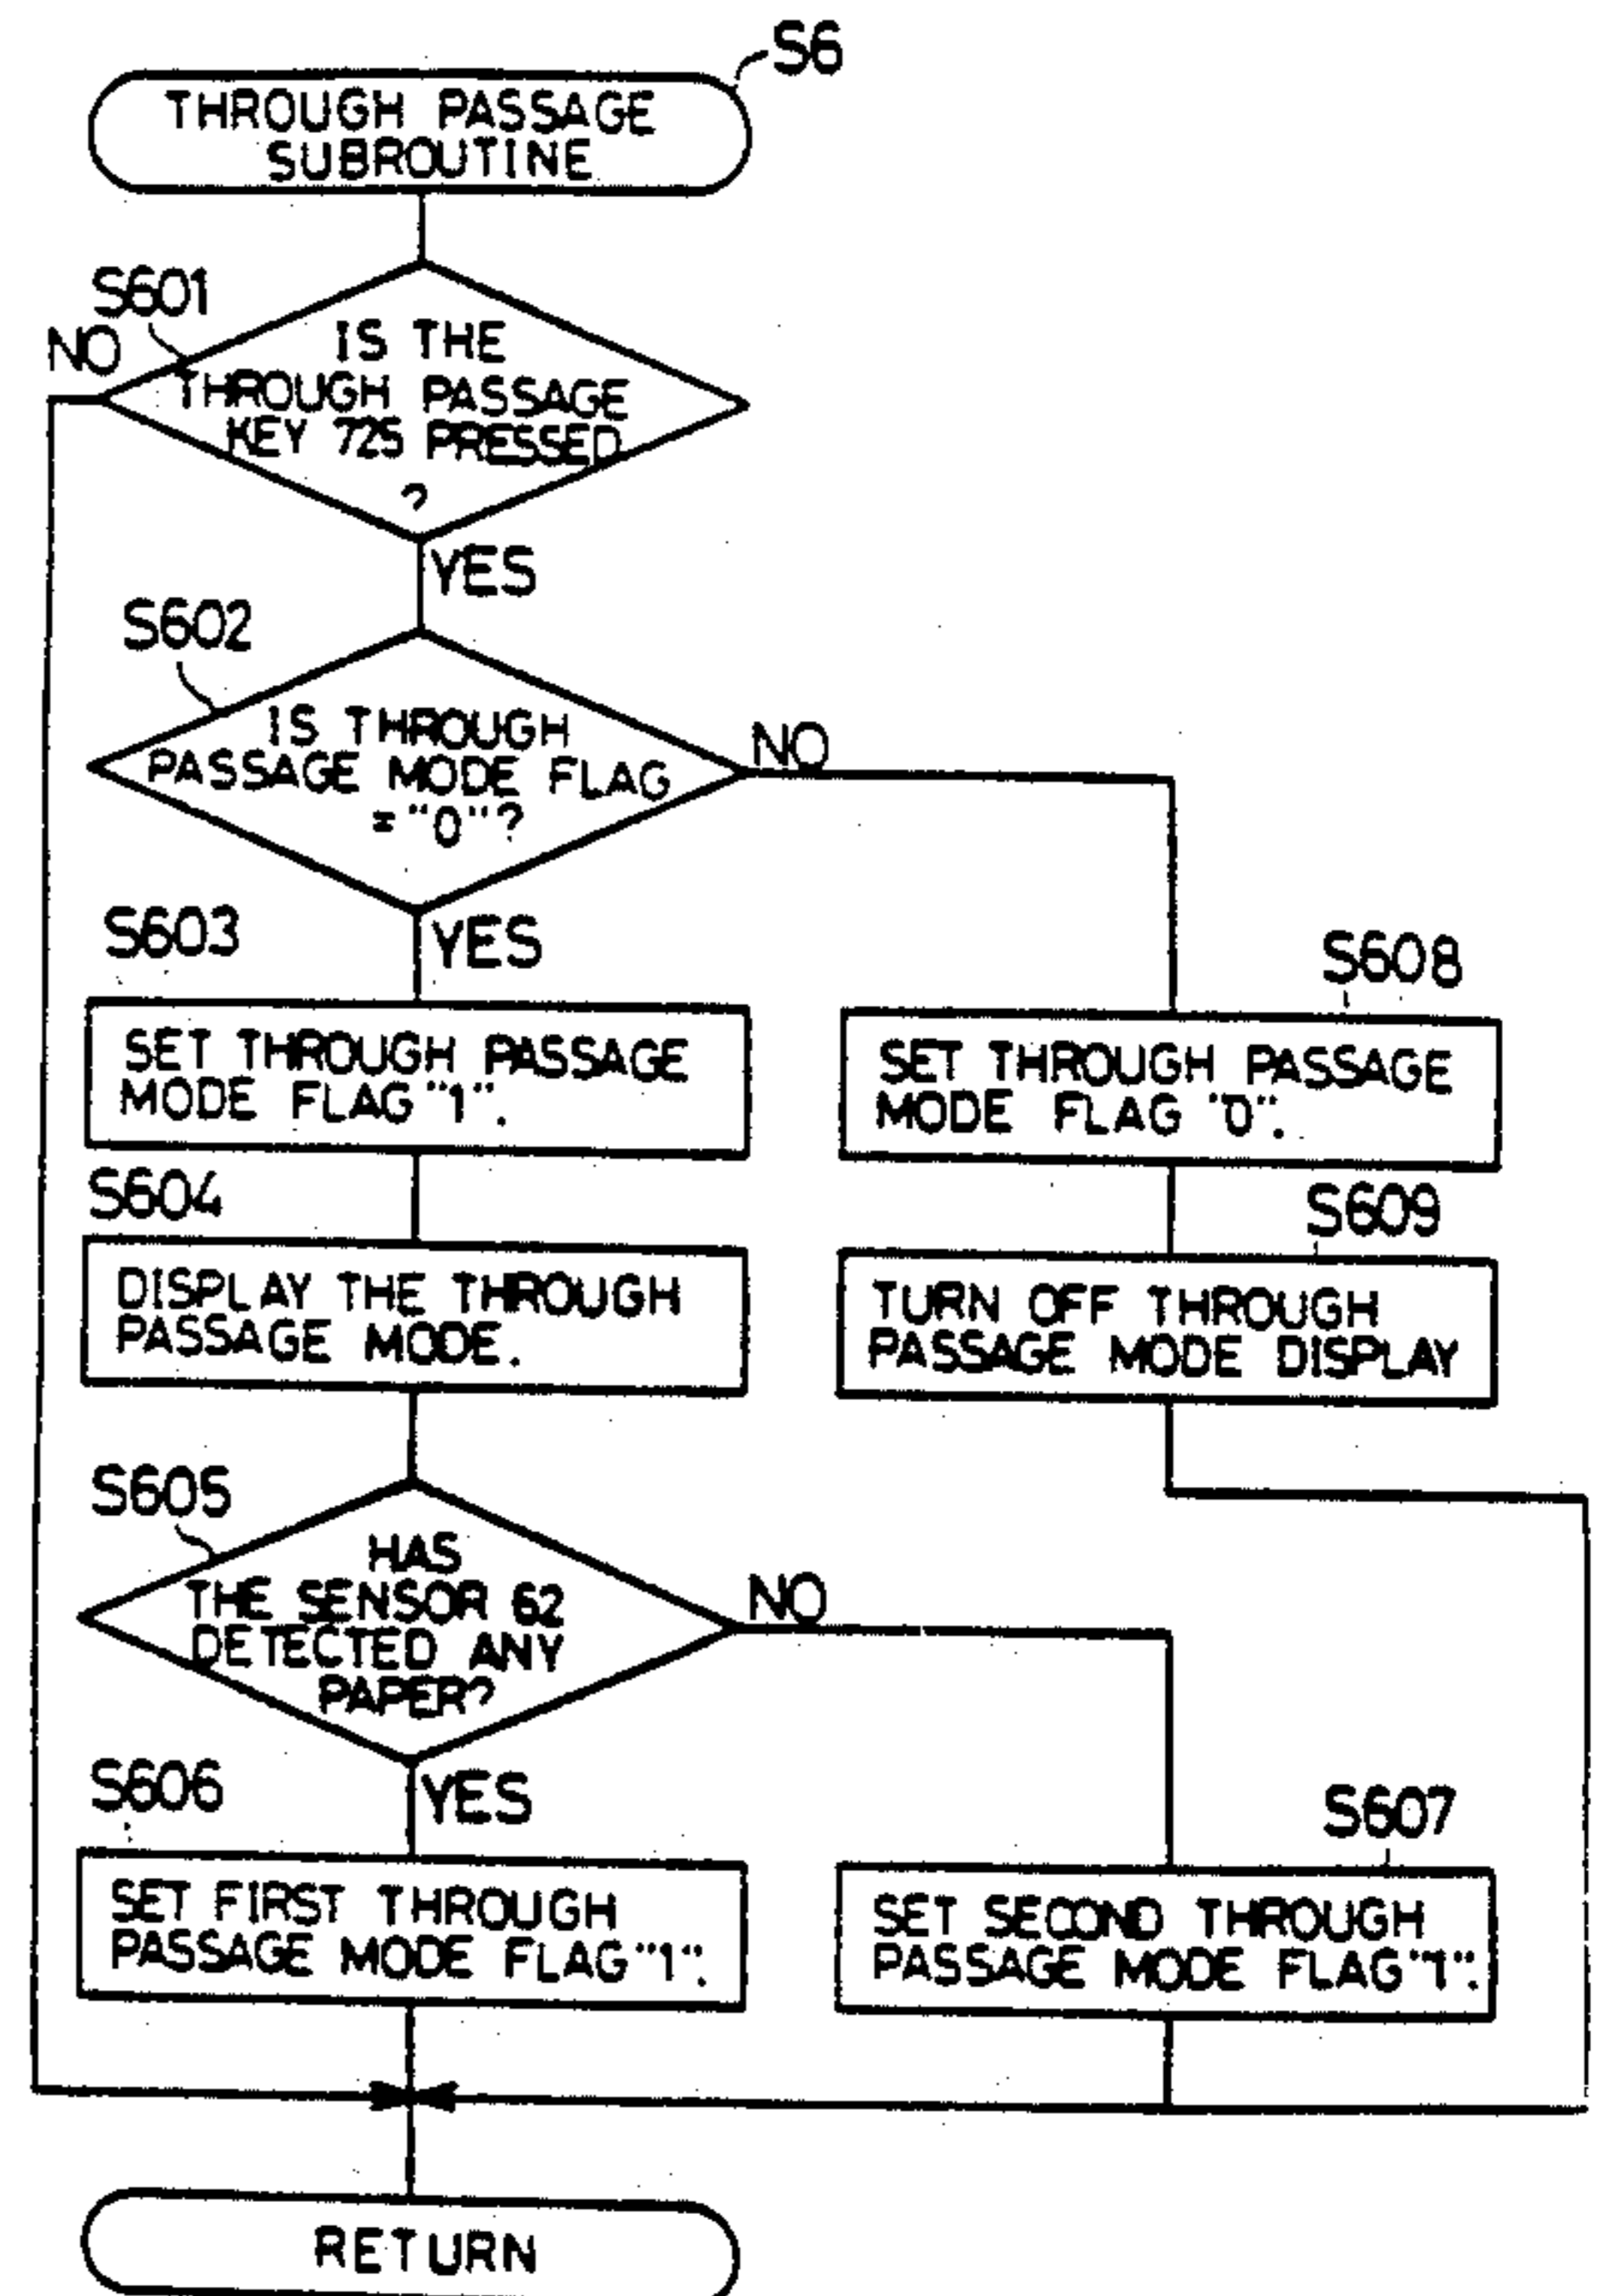 S6
THROUGH PASSAGE
SUBROUTINE
S601
NO
IS THE
THROUGH PASSAGE
KEY 725 PRESSED
?
YES
S602
IS THROUGH
PASSAGE MODE FLAG
="0"?
NO
YES
S603
SET THROUGH PASSAGE
MODE FLAG "1".
S608
SET THROUGH PASSAGE
MODE FLAG "0".
S604
DISPLAY THE THROUGH
PASSAGE MODE.
S609
TURN OFF THROUGH
PASSAGE MODE DISPLAY
S605
HAS
THE SENSOR 62
DETECTED ANY
PAPER?
NO
YES
S606
SET FIRST THROUGH
PASSAGE MODE FLAG "1".
S607
SET SECOND THROUGH
PASSAGE MODE FLAG "1".
RETURN